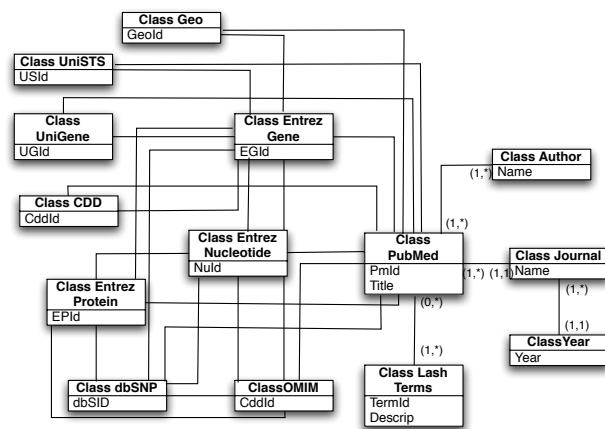 Class Geo
GeoId
Class UniSTS
USId
Class
UniGene
UGId
Class Entrez
Gene
EGId
Class Author
Name
(1,*)
Class CDD
CddId
(1,*)
Class Entrez
Nucleotide
NuId
Class
PubMed
PmId
Title
(1,*)
(1,1)
Class Journal
Name
Class Entrez
Protein
EPId
(0,*)
(1,*)
(1,1)
ClassYear
Year
(1,*)
Class dbSNP
dbSID
ClassOMIM
CddId
Class Lash
Terms
TermId
Descrip